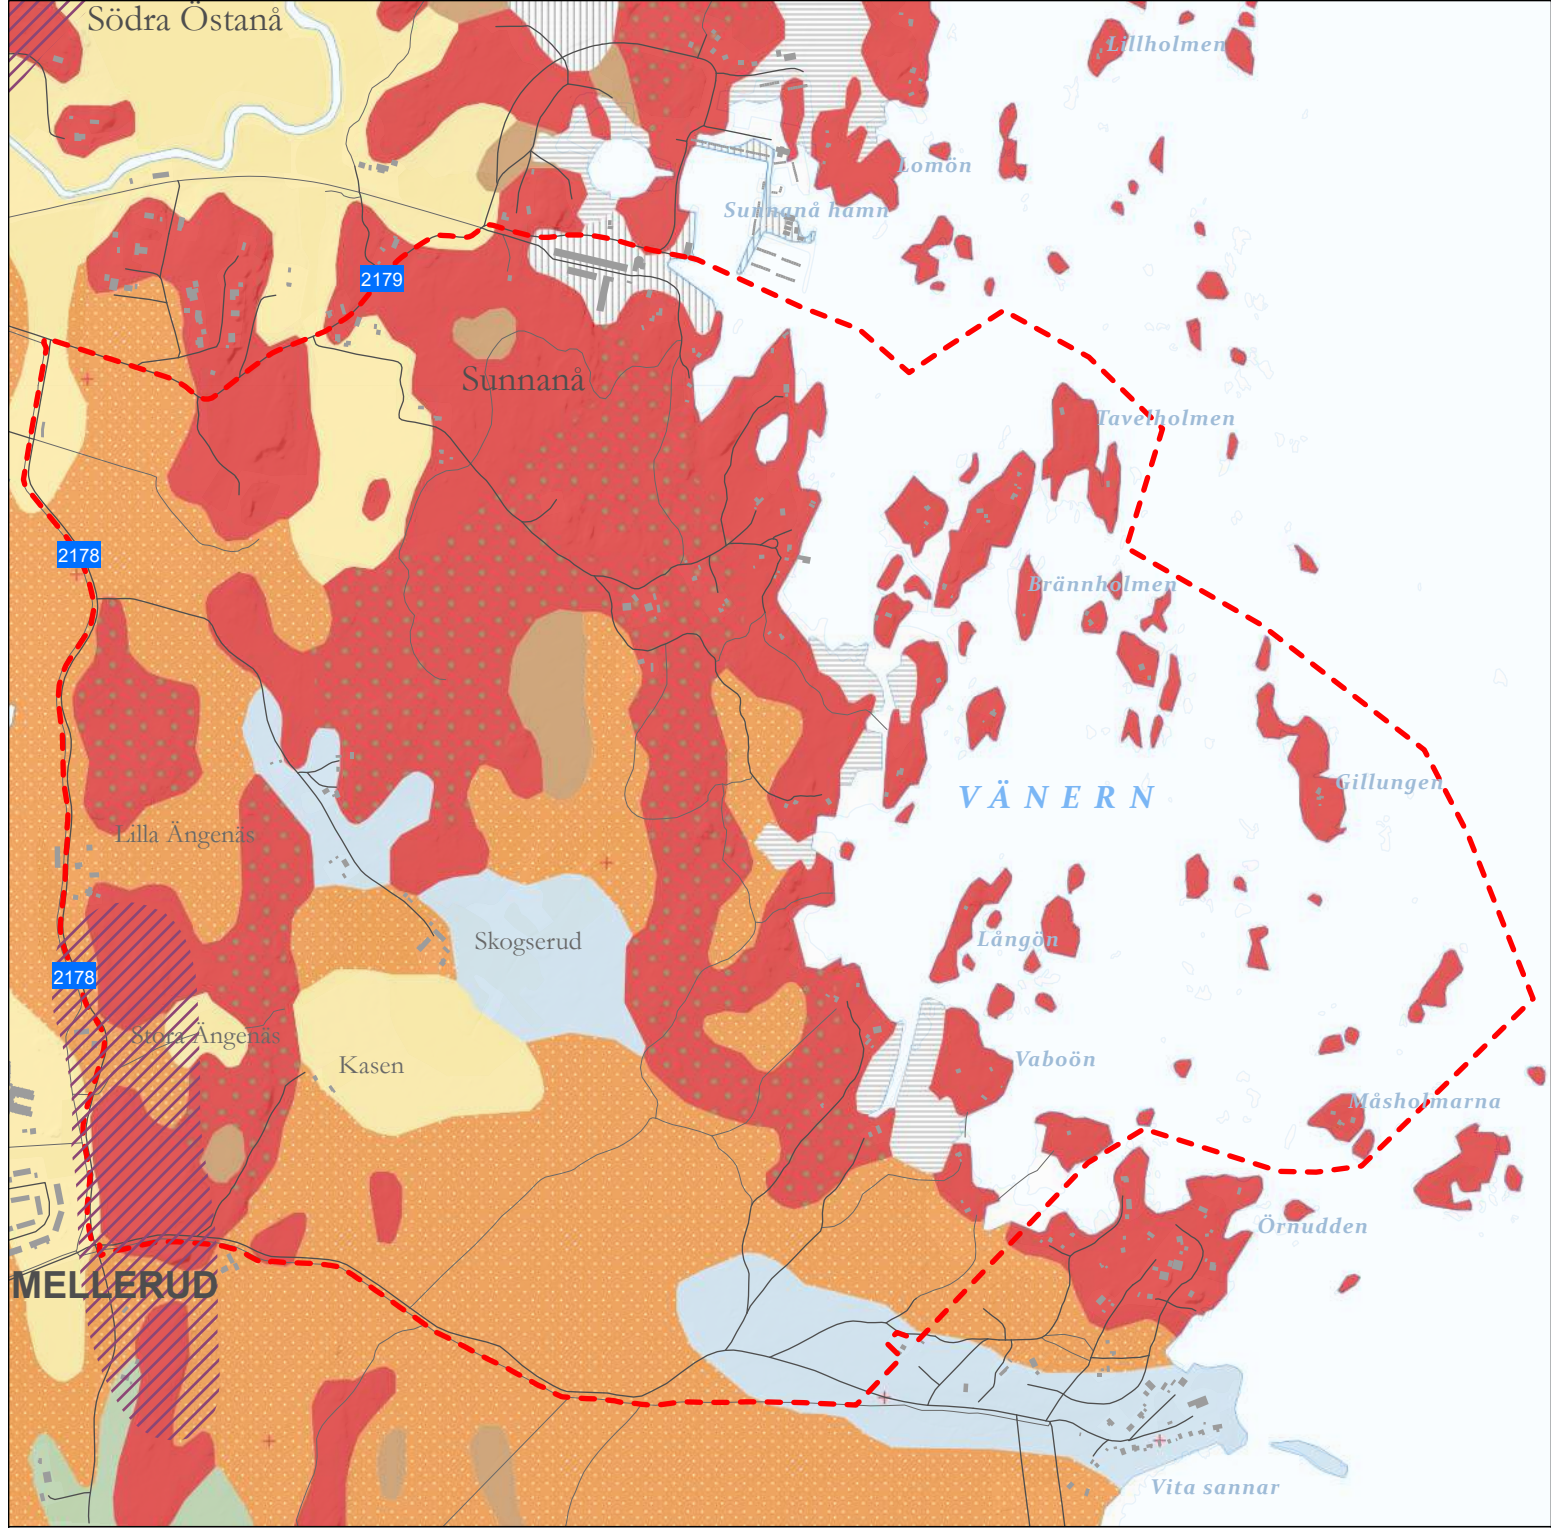 Södra Östanå
Lillholmen
Lomön
Sunnanå hamn
2179
Sunnanå
Tavelholmen
2178
Brännholmen
VÄNERN
Gillungen
Lilla Ängenäs
Skogserud
Långön
2178
Stora Ängenäs
Kasen
Vaboön
Måsholmarna
Örnudden
MELLERUD
Vita sannar